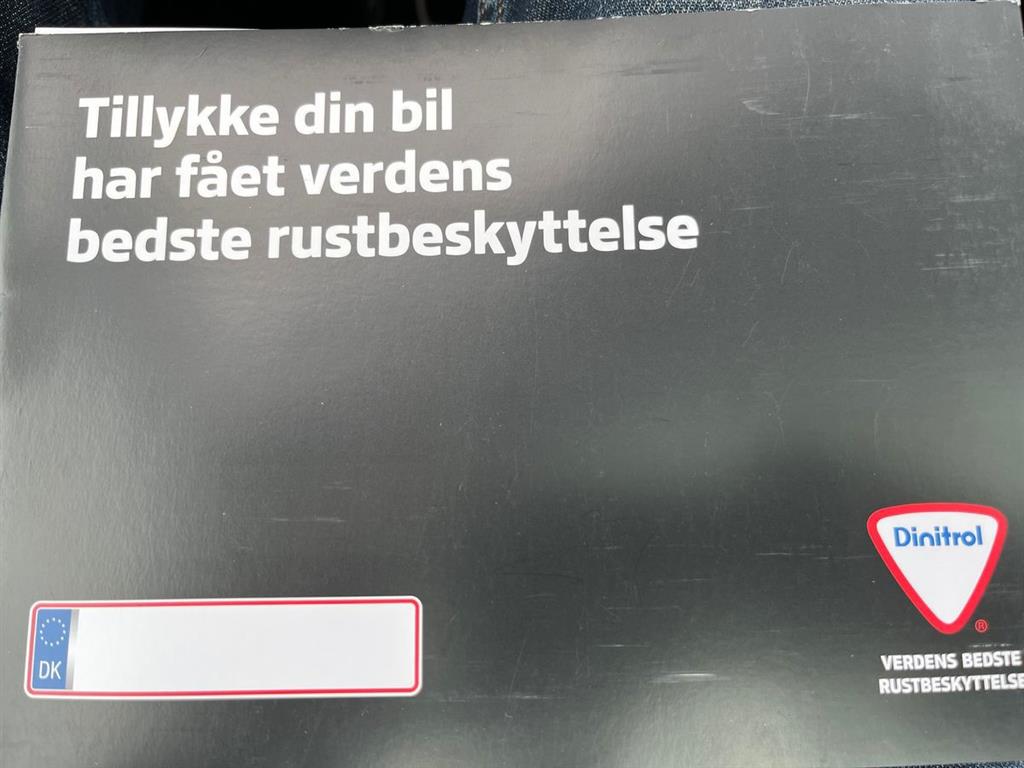 Tillykke din bil
har fået verdens
bedste rustbeskyttelse
Dinitrol
®
VERDENS BEDSTE
RUSTBESKYTTELSE
DK